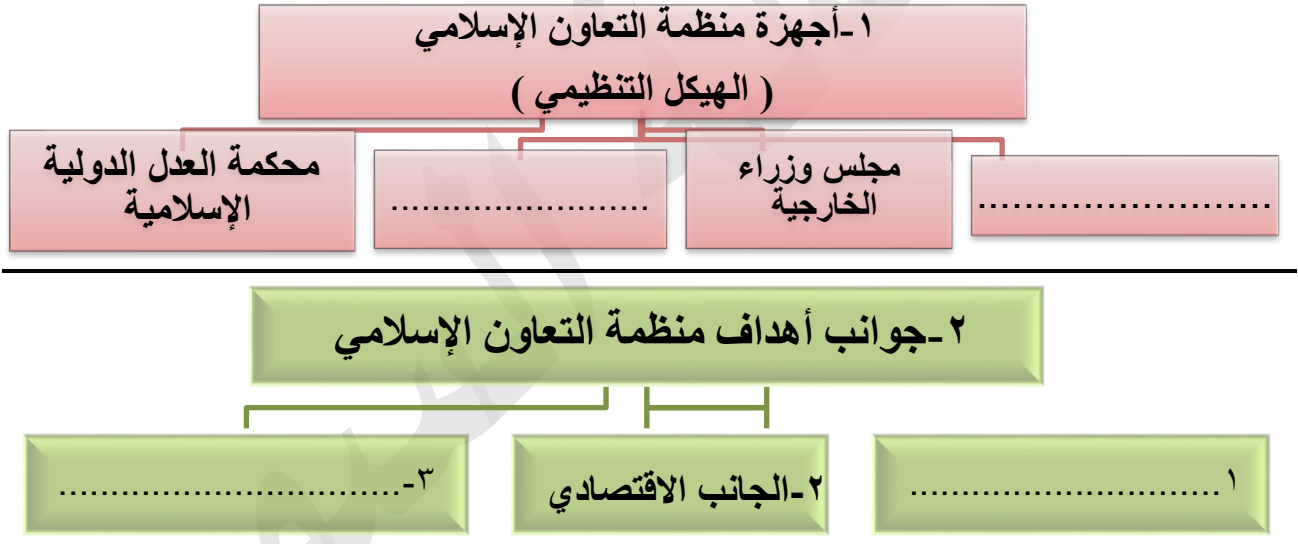 ١-أجهزة منظمة التعاون الإسلامي
( الهيكل التنظيمي )
.........................
مجلس وزراء
الخارجية
.........................
محكمة العدل الدولية
الإسلامية
٢-جوانب أهداف منظمة التعاون الإسلامي
١..............................
٢-الجانب الاقتصادي
٣-.................................